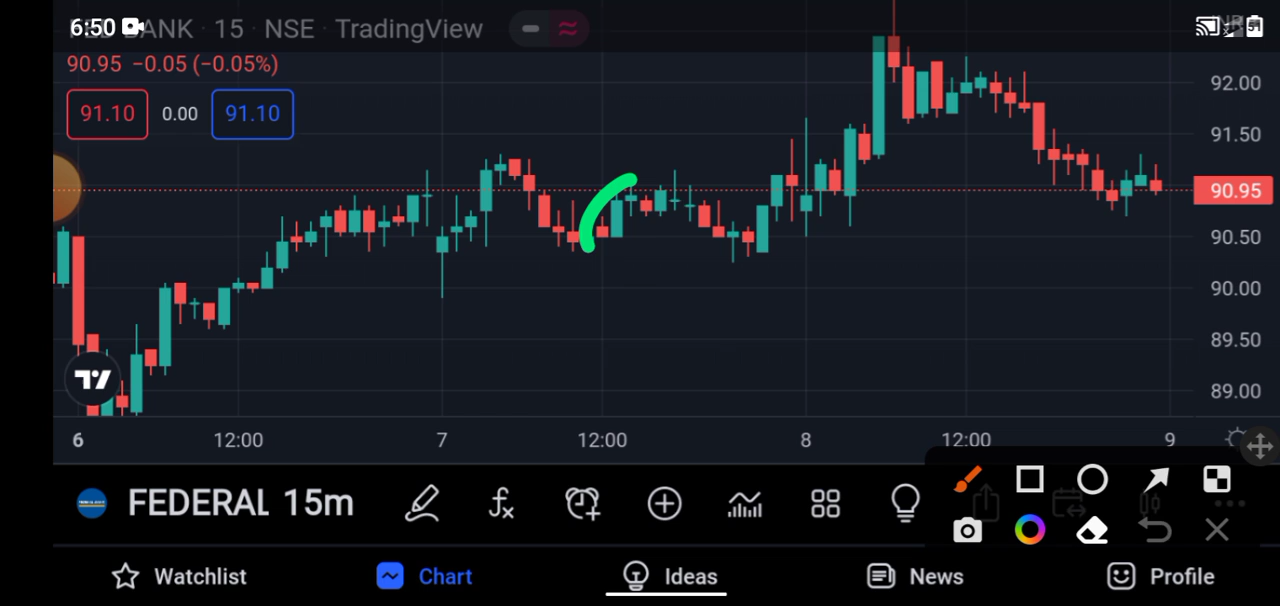 6:50
BANK · 15 · NSE · TradingView
90.95 −0.05 (−0.05%)
91.10 0.00 91.10
92.00
91.50
90.95
90.50
90.00
89.50
89.00
6 12:00 7 12:00 8 12:00 9
FEDERAL 15m
Watchlist Chart Ideas News Profile